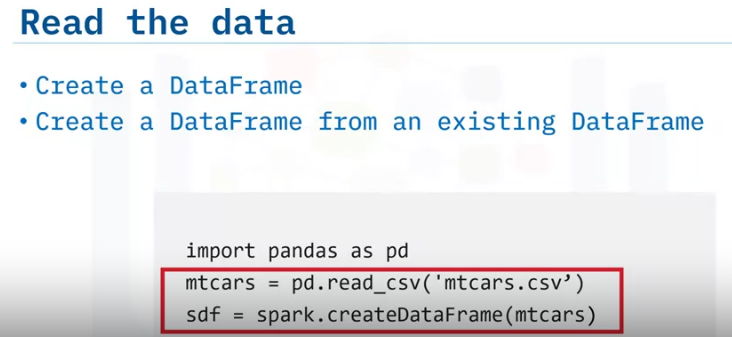 Read the data
• Create a DataFrame
• Create a DataFrame from an existing DataFrame
import pandas as pd
mtcars = pd.read_csv('mtcars.csv’)
sdf = spark.createDataFrame(mtcars)